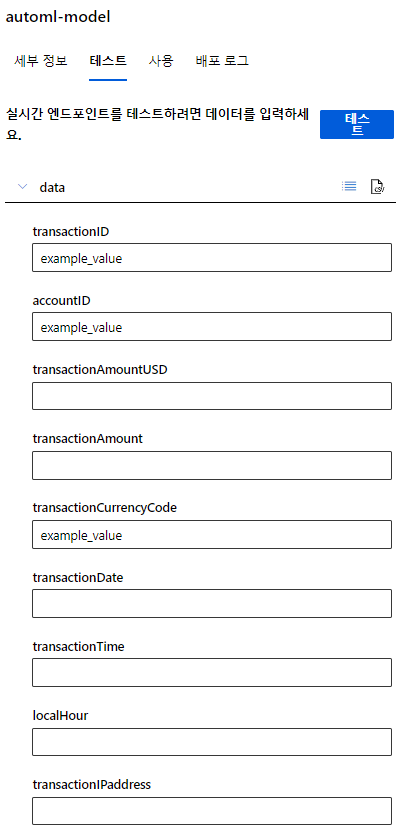 automl-model
세부 정보 테스트 사용 배포 로그
실시간 엔드포인트를 테스트하려면 데이터를 입력하세
요.
테스
트
data
transactionID
example_value
accountID
example_value
transactionAmountUSD
transactionAmount
transactionCurrencyCode
example_value
transactionDate
transactionTime
localHour
transactionIPaddress